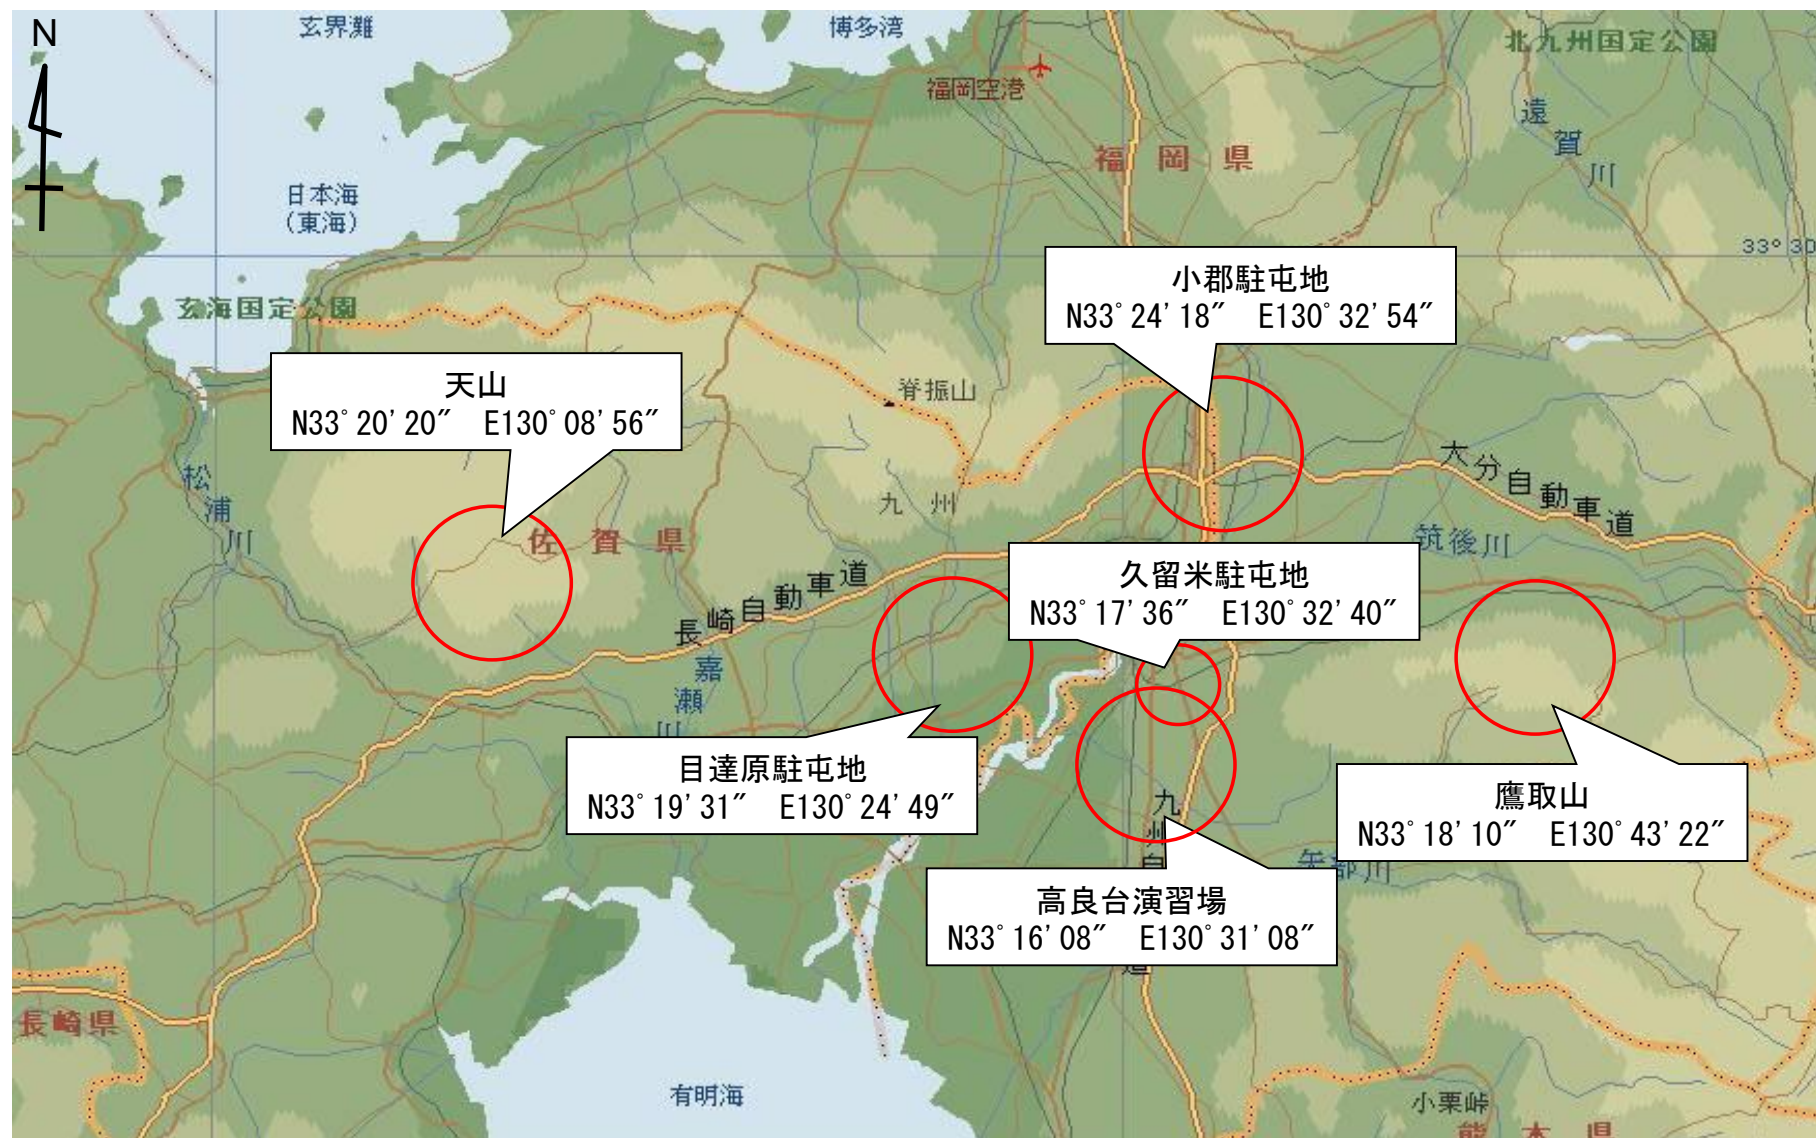 N
玄界灘
博多湾
北九州国定公園
福岡空港
遠賀川
福岡県
日本海
(東海)
33°30
小郡駐屯地
N33°24'18″ E130°32'54″
玄海国定公園
天山
N33°20'20″ E130°08'56″
脊振山
松浦川
九州
大分自動車道
佐賀県
筑後川
久留米駐屯地
N33°17'36″ E130°32'40″
長崎自動車道
嘉瀬川
目達原駐屯地
N33°19'31″ E130°24'49″
鷹取山
N33°18'10″ E130°43'22″
九州自
道
矢部川
高良台演習場
N33°16'08″ E130°31'08″
長崎県
有明海
小栗峠
熊本県